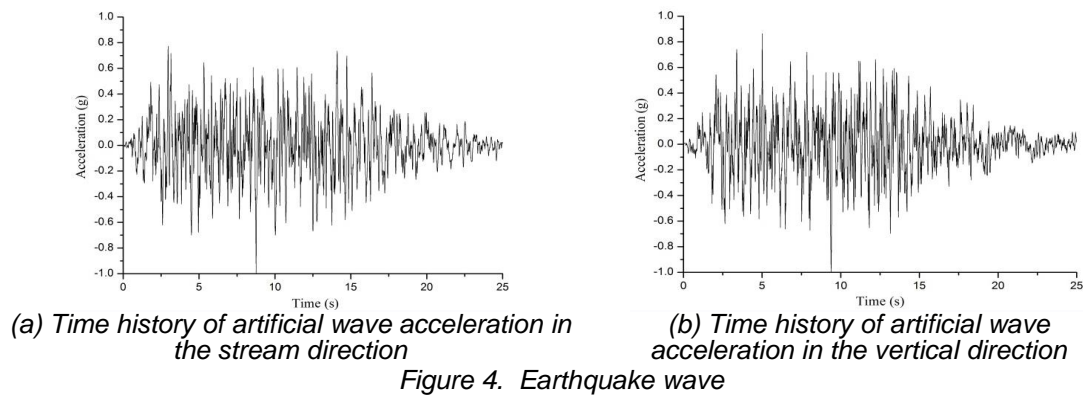 1.0
0.8
0.6
0.4
0.2
0.0
-0.2
-0.4
-0.6
-0.8
-1.0
Acceleration (g)
0 5 10 15 20 25
Time (s)
(a) Time history of artificial wave acceleration in
the stream direction
1.0
0.8
0.6
0.4
0.2
0.0
-0.2
-0.4
-0.6
-0.8
-1.0
Acceleration (g)
0 5 10 15 20 25
Time (s)
(b) Time history of artificial wave
acceleration in the vertical direction
Figure 4. Earthquake wave